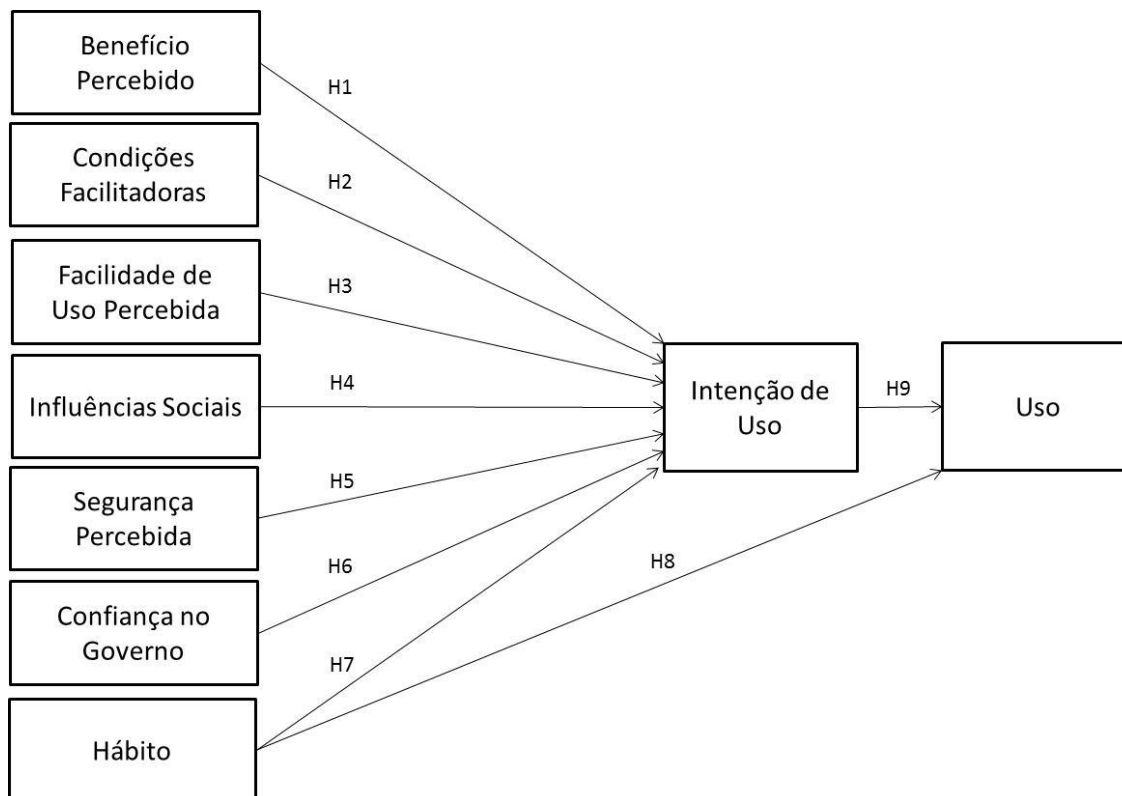 Benefício
Percebido
H1
Condições
Facilitadoras
H2
Facilidade de
Uso Percebida
H3
Influências Sociais
H4
Segurança
Percebida
H5
Confiança no
Governo
H6
Hábito
H7
H8
Intenção de
Uso
H9
Uso